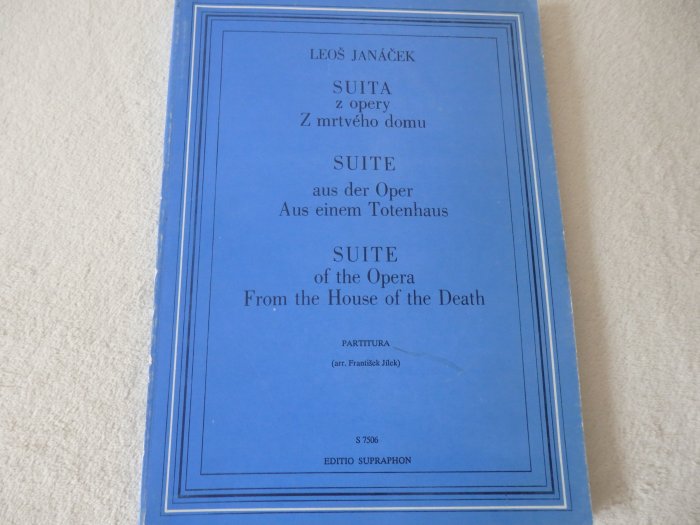 LEOŠ JANÁČEK
SUITA
z opery
Z mrtvého domu
SUITE
aus der Oper
Aus einem Totenhaus
SUITE
of the Opera
From the House of the Death
PARTITURA
(arr. František Jílek)
S 7506
EDITIO SUPRAPHON